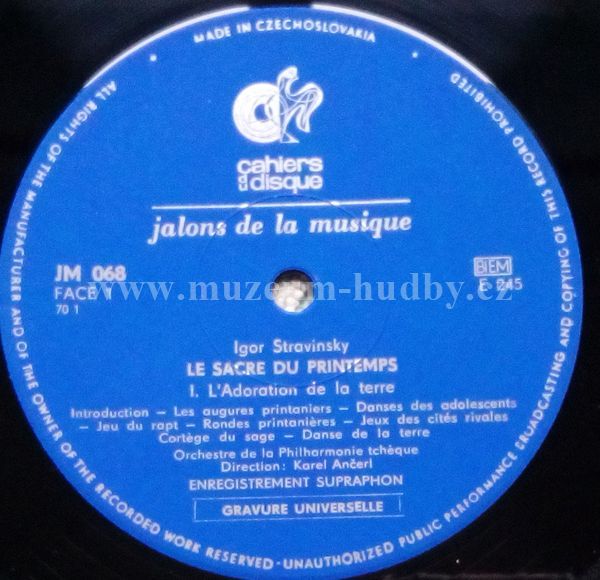 MADE IN CZECHOSLOVAKIA
ALL RIGHTS OF THE MANUFACTURER AND OF THE OWNER OF THE RECORDED WORK RESERVED-UNAUTHORIZED PUBLIC PERFORMANCE BROADCASTING AND COPYING OF THIS RECORD PROHIBITED
cahiers
du disque
jalons de la musique
JM 068
FACE 1
70 1
BIEM
E 245
www.muzeum-hudby.cz
Igor Stravinsky
LE SACRE DU PRINTEMPS
I. L'Adoration de la terre
Introduction – Les augures printaniers – Danses des adolescents
– Jeu du rapt – Rondes printanières – Jeux des cités rivales
Cortège du sage – Danse de la terre
Orchestre de la Philharmonie tchèque
Direction: Karel Ančerl
ENREGISTREMENT SUPRAPHON
GRAVURE UNIVERSELLE